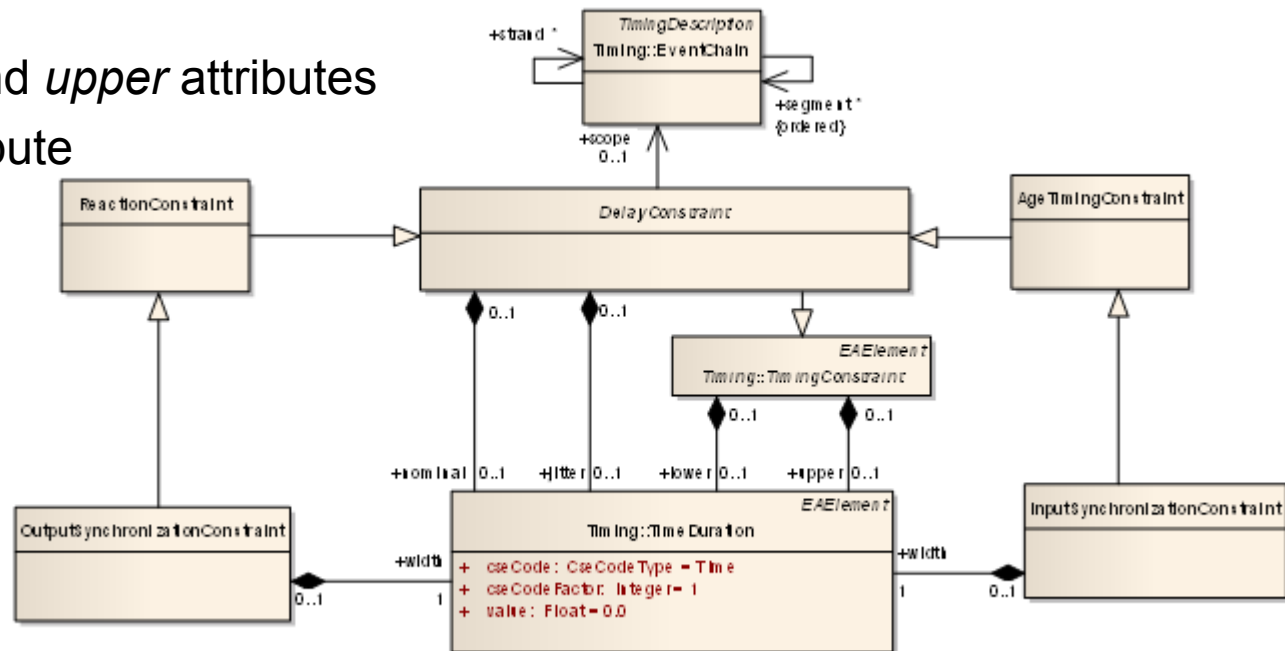 nd upper attributes
bute
TimingDescription
Timing::EventChain
+strand *
+segment *
{ordered}
+scope
0..1
ReactionConstraint
DelayConstraint
AgeTimingConstraint
0..1
0..1
EAElement
Timing::TimingConstraint
0..1
0..1
+nominal 0..1
+jitter 0..1
+lower 0..1
+upper 0..1
OutputSynchronizationConstraint
EAElement
Timing::TimeDuration
InputSynchronizationConstraint
+width
+ cseCode: CseCodeType = Time
+width
0..1
1
+ cseCodeFactor: Integer= 1
1
0..1
+ value: Float= 0.0